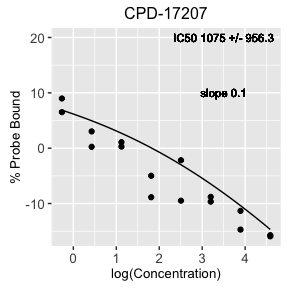 CPD-17207
IC50 1075 +/- 956.3
slope 0.1
20
10
0
-10
% Probe Bound
0
1
2
3
4
log(Concentration)